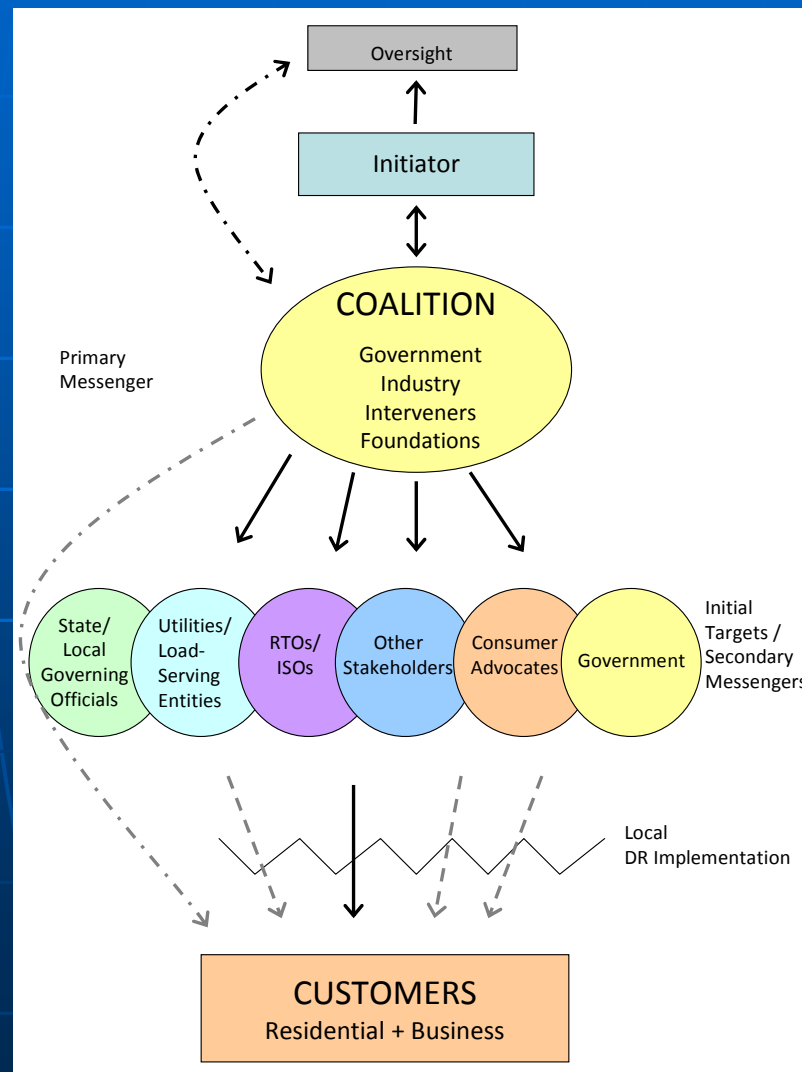 Oversight
Initiator
COALITION
Government
Industry
Interveners
Foundations
Primary
Messenger
State/
Local
Governing
Officials
Utilities/
Load-
Serving
Entities
RTOs/
ISOs
Other
Stakeholders
Consumer
Advocates
Government
Initial
Targets /
Secondary
Messengers
Local
DR Implementation
CUSTOMERS
Residential + Business